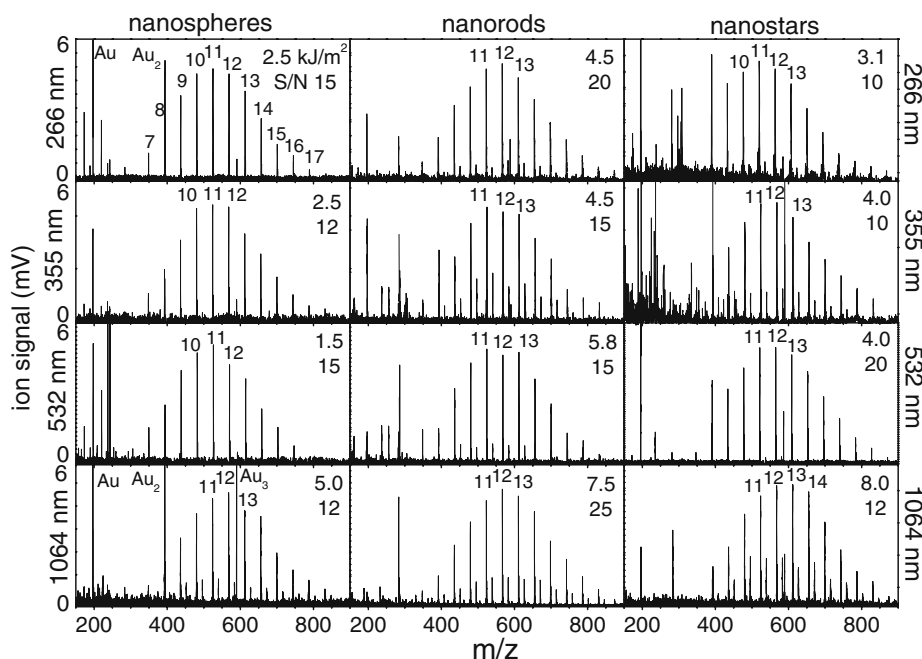 nanospheres nanorods nanostars
6 Au Au2 9 10 11 12 2.5 kJ/m2 11 12 4.5 10 11 12 3.1
S/N 15 13 20 13 10
8 13 14
7 15 16 17
0
266 nm 266 nm
6 10 11 12 2.5 11 12 13 4.5 11 12 13 4.0
12 15 10
0
355 nm 355 nm
ion signal (mV)
6 10 11 12 1.5 11 12 13 5.8 11 12 13 4.0
15 15 20
0
532 nm 532 nm
6 Au Au2 11 12 Au3 13 5.0 11 12 13 7.5 11 12 13 14 8.0
12 25 12
0
1064 nm 1064 nm
200 400 600 800 200 400 600 800 200 400 600 800
m/z